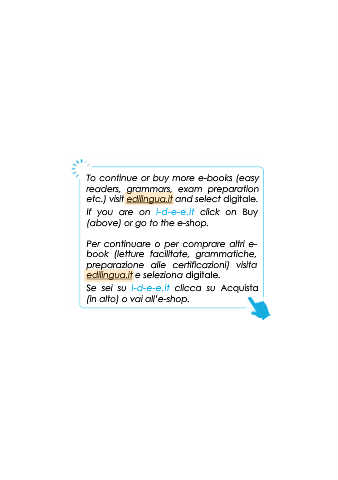 To continue or buy more e-books (easy
readers, grammars, exam preparation
etc.) visit edilingua.it and select digitale.
If you are on i-d-e-e.it click on Buy
(above) or go to the e-shop.
Per continuare o per comprare altri e-
book (letture facilitate, grammatiche,
preparazione alle certificazioni) visita
edilingua.it e seleziona digitale.
Se sei su i-d-e-e.it clicca su Acquista
(in alto) o vai all'e-shop.